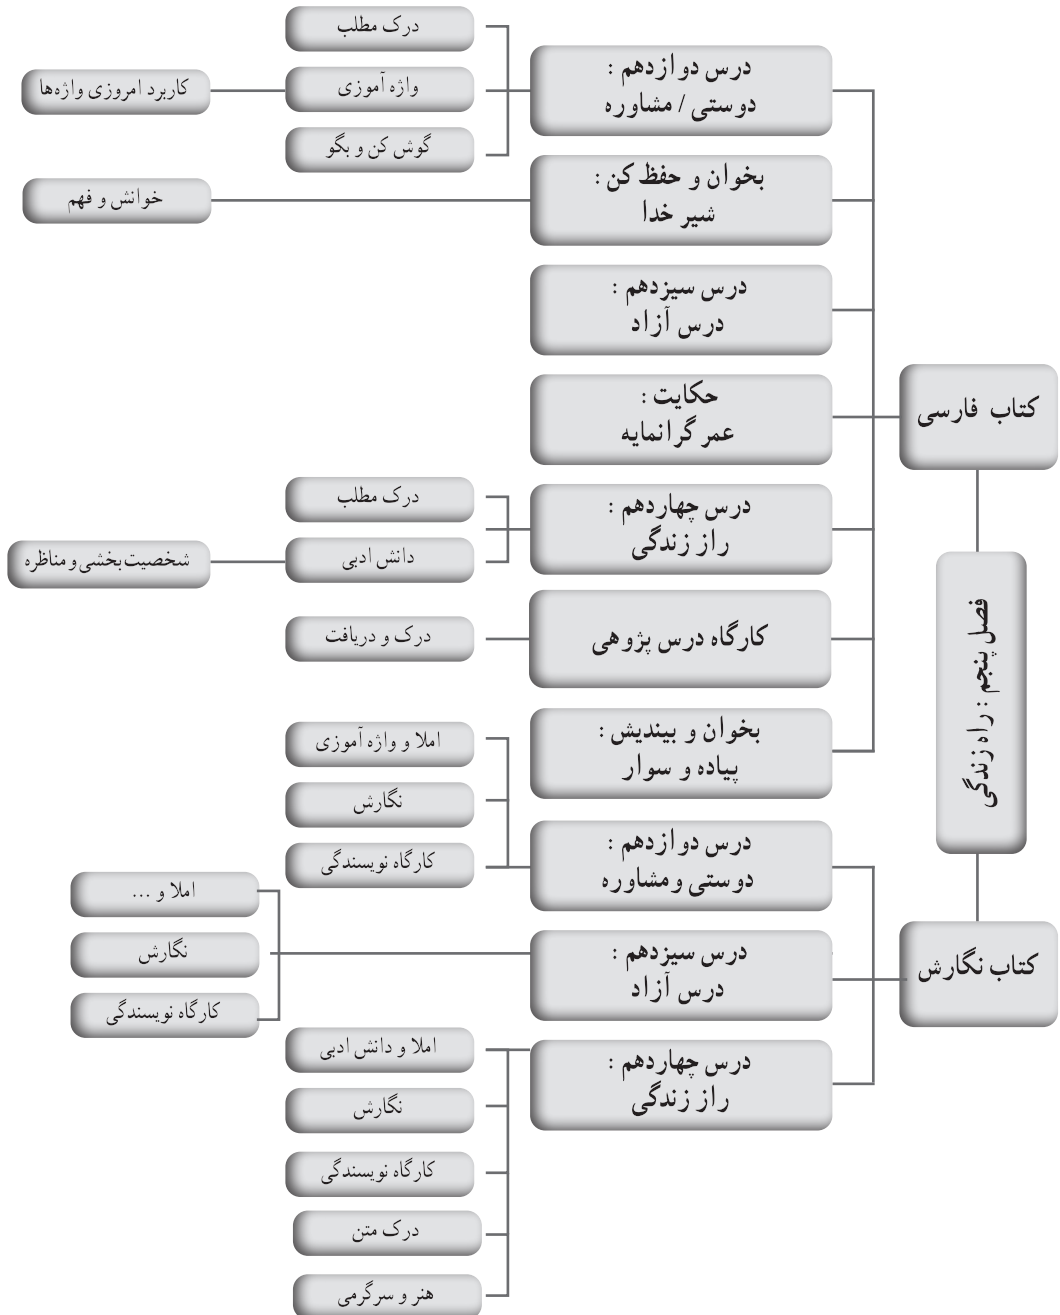 فصل پنجم : راه زندگی
کتاب فارسی
درس دوازدهم :
دوستی / مشاوره
درک مطلب
واژه آموزی
کاربرد امروزی واژه‌ها
گوش کن و بگو
بخوان و حفظ کن :
شیر خدا
خوانش و فهم
درس سیزدهم :
درس آزاد
حکایت :
عمر گرانمایه
درس چهاردهم :
راز زندگی
درک مطلب
دانش ادبی
شخصیت‌بخشی و مناظره
کارگاه درس پژوهی
درک و دریافت
بخوان و بیندیش :
پیاده و سوار
کتاب نگارش
درس دوازدهم :
دوستی ومشاوره
املا و واژه آموزی
نگارش
کارگاه نویسندگی
درس سیزدهم :
درس آزاد
املا و ...
نگارش
کارگاه نویسندگی
درس چهاردهم :
راز زندگی
املا و دانش ادبی
نگارش
کارگاه نویسندگی
درک متن
هنر و سرگرمی